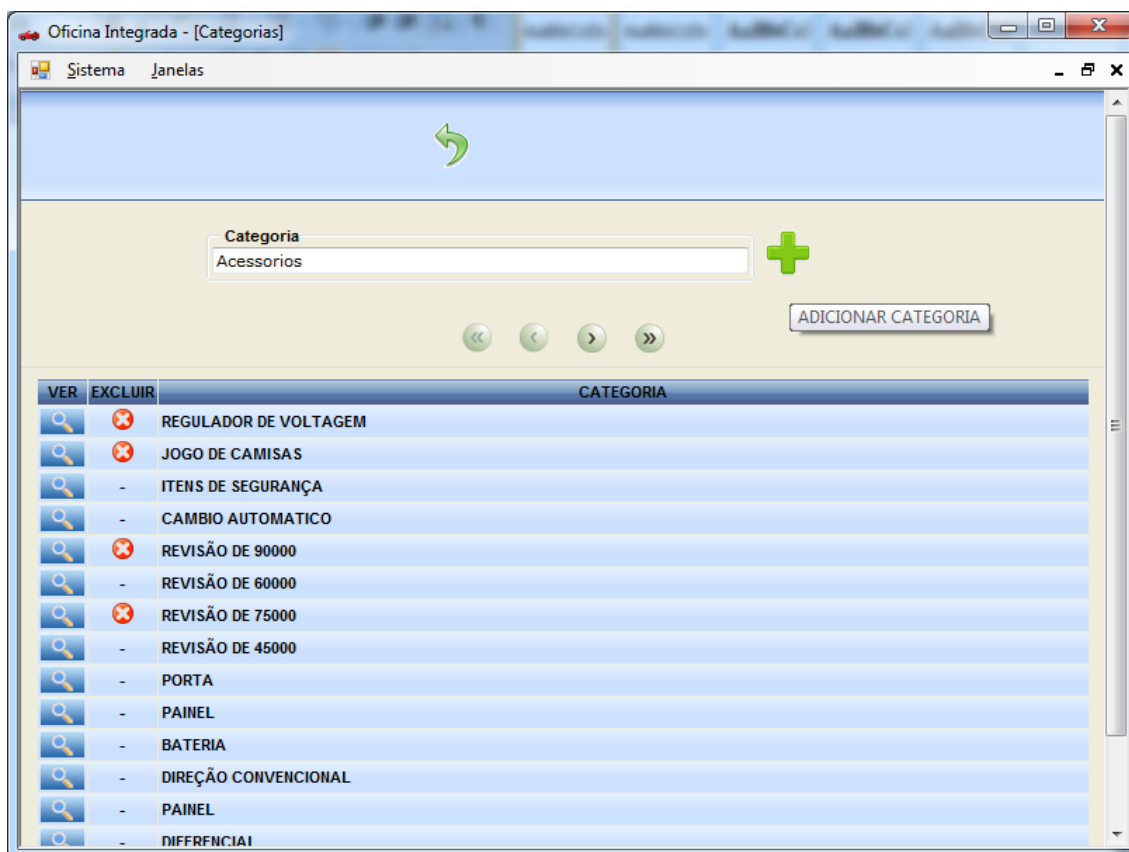 Oficina Integrada - [Categorias]
Sistema Janelas
Categoria
Acessorios
ADICIONAR CATEGORIA
VER EXCLUIR CATEGORIA
REGULADOR DE VOLTAGEM
JOGO DE CAMISAS
- ITENS DE SEGURANÇA
- CAMBIO AUTOMATICO
REVISÃO DE 90000
- REVISÃO DE 60000
REVISÃO DE 75000
- REVISÃO DE 45000
- PORTA
- PAINEL
- BATERIA
- DIREÇÃO CONVENCIONAL
- PAINEL
- DIFERENCIAL